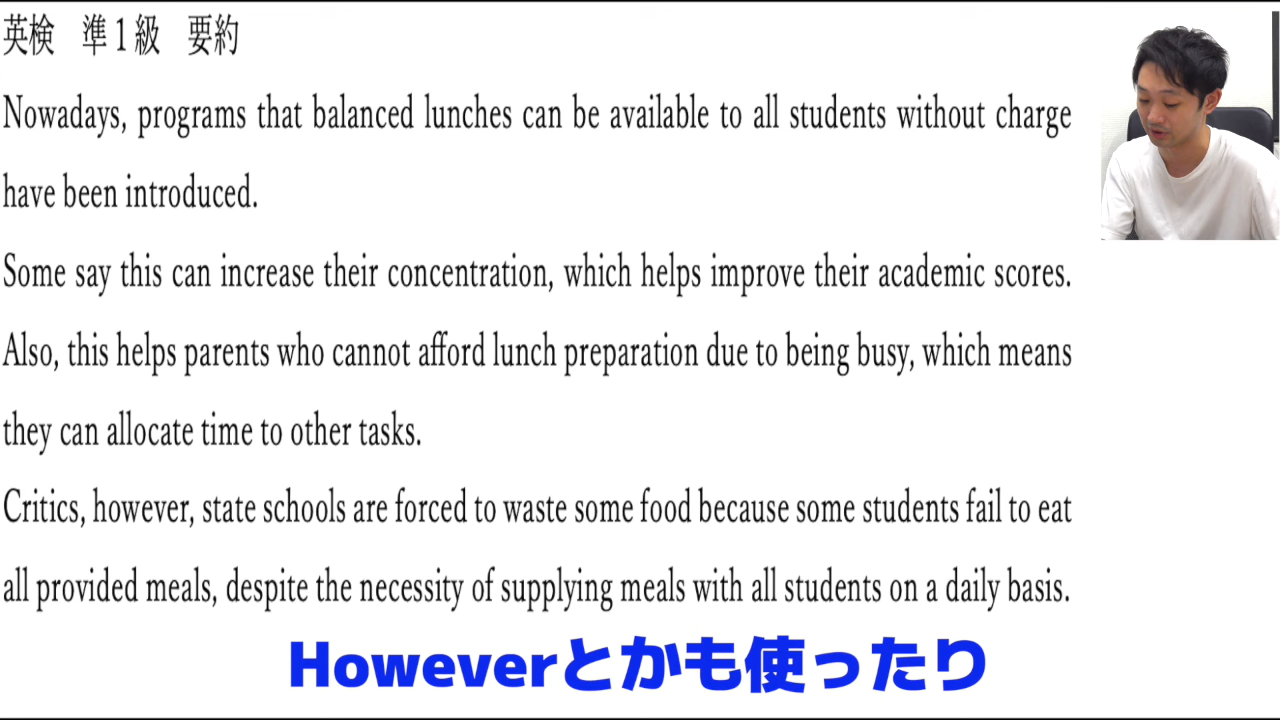 英検　準１級　要約
Nowadays, programs that balanced lunches can be available to all students without charge
have been introduced.
Some say this can increase their concentration, which helps improve their academic scores.
Also, this helps parents who cannot afford lunch preparation due to being busy, which means
they can allocate time to other tasks.
Critics, however, state schools are forced to waste some food because some students fail to eat
all provided meals, despite the necessity of supplying meals with all students on a daily basis.
Howeverとかも使ったり